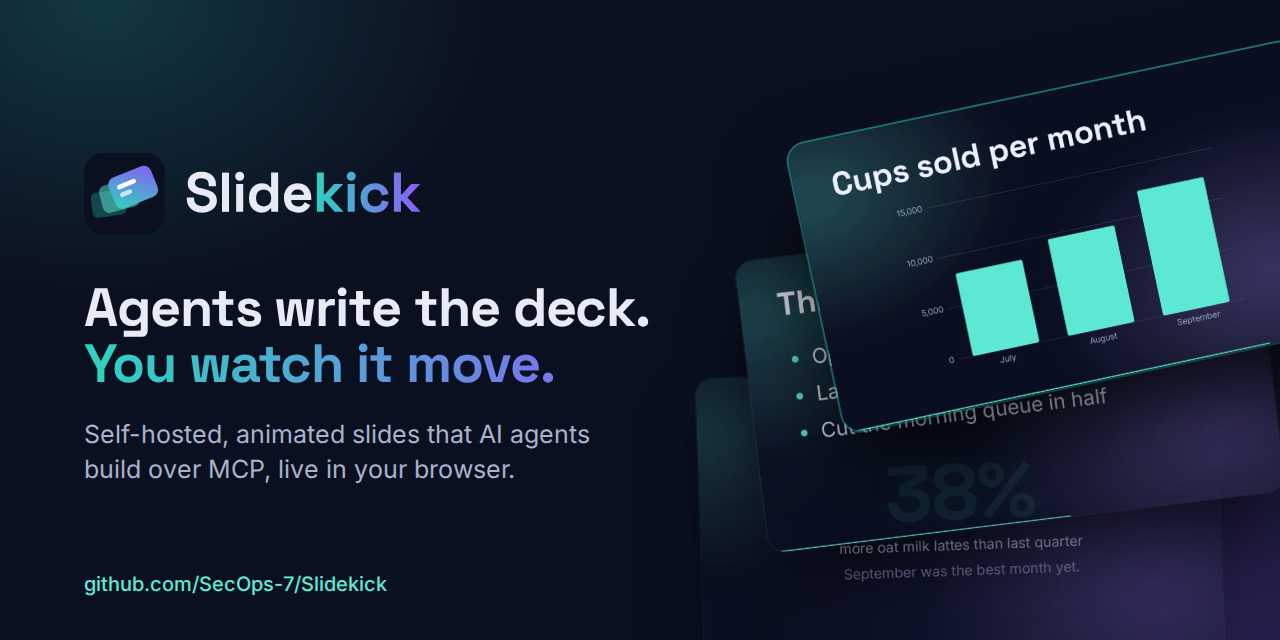 Slidekick
Agents write the deck.
You watch it move.
Self-hosted, animated slides that AI agents
build over MCP, live in your browser.
github.com/SecOps-7/Slidekick
Cups sold per month
15,000
10,000
5,000
0
July
August
September
morning queue in half
38%
more oat milk lattes than last quarter
September was the best month yet.